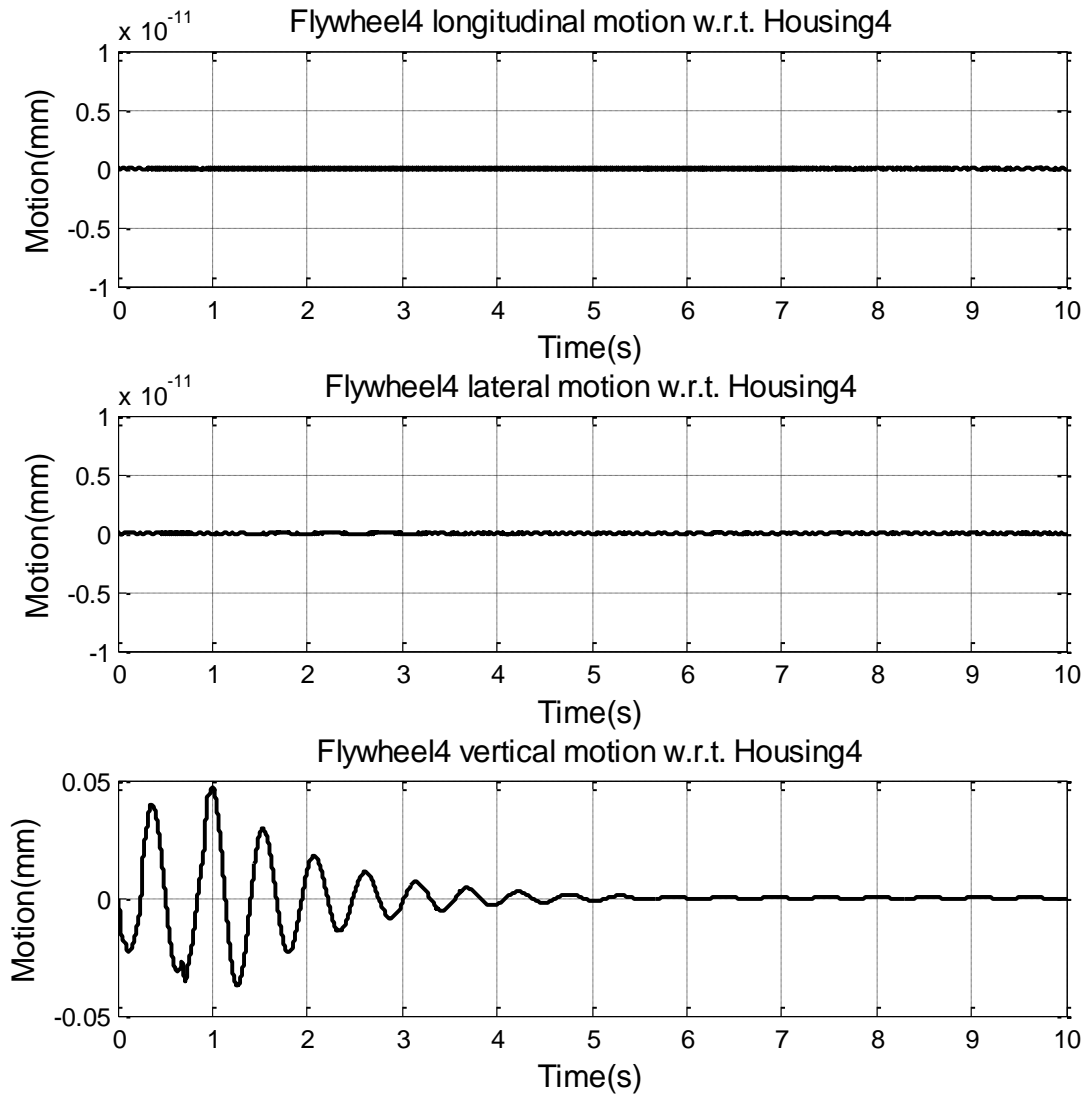 Flywheel4 longitudinal motion w.r.t. Housing4
x 10^-11
1
0.5
0
-0.5
-1
Motion(mm)
0 1 2 3 4 5 6 7 8 9 10
Time(s)
Flywheel4 lateral motion w.r.t. Housing4
x 10^-11
1
0.5
0
-0.5
-1
Motion(mm)
0 1 2 3 4 5 6 7 8 9 10
Time(s)
Flywheel4 vertical motion w.r.t. Housing4
0.05
0
-0.05
Motion(mm)
0 1 2 3 4 5 6 7 8 9 10
Time(s)